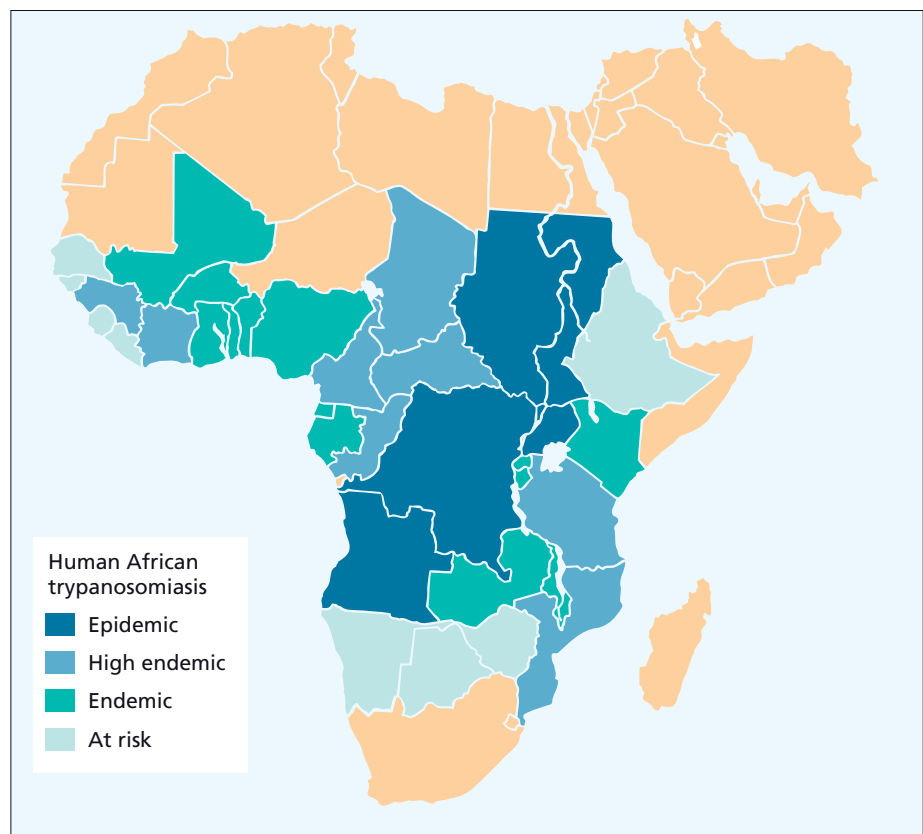 Human African
trypanosomiasis
Epidemic
High endemic
Endemic
At risk